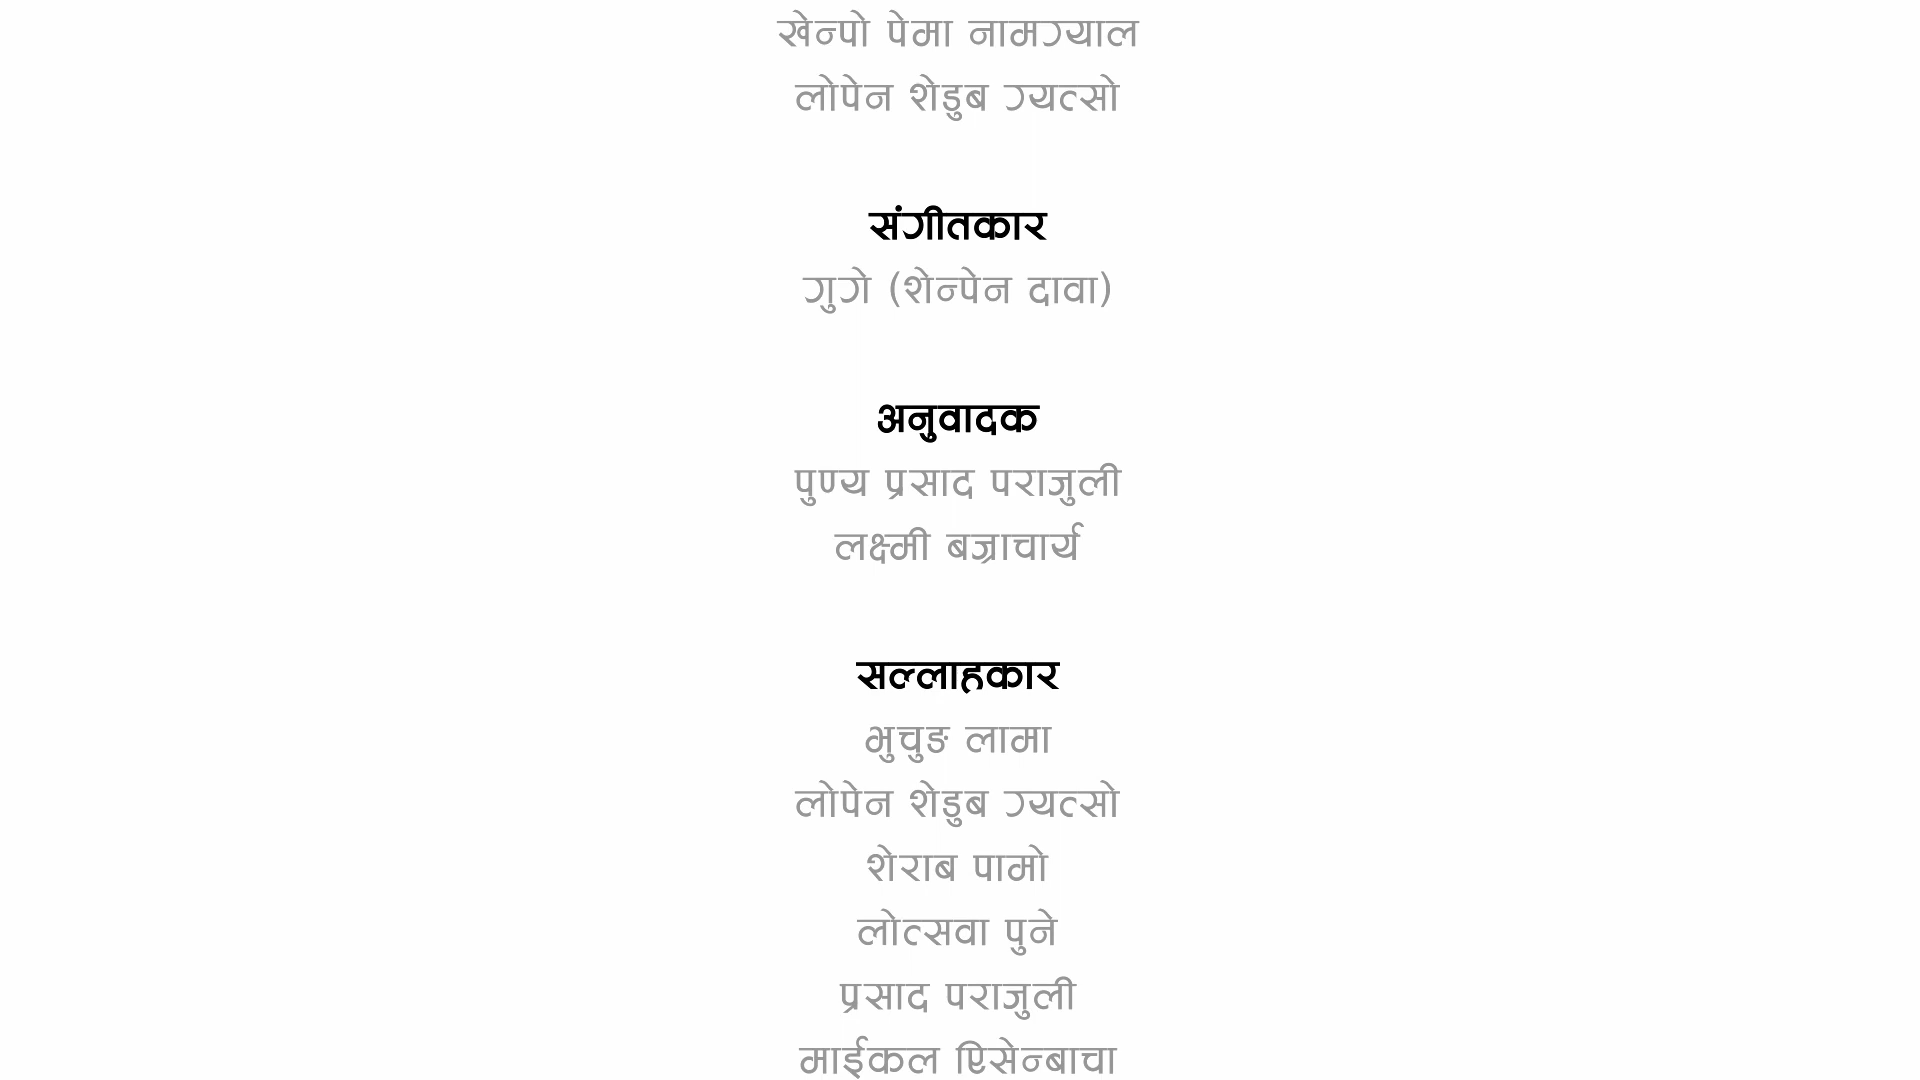 खेन्पो पेमा नामग्याल
लोपेन शेडुब ग्यत्सो
संगीतकार
गुगे (शेन्पेन दावा)
अनुवादक
पुण्य प्रसाद पराजुली
लक्ष्मी बज्राचार्य
सल्लाहकार
भुचुङ लामा
लोपेन शेडुब ग्यत्सो
शेराब पामो
लोत्सवा पुने
प्रसाद पराजुली
माईकल एिसेन्बाचा